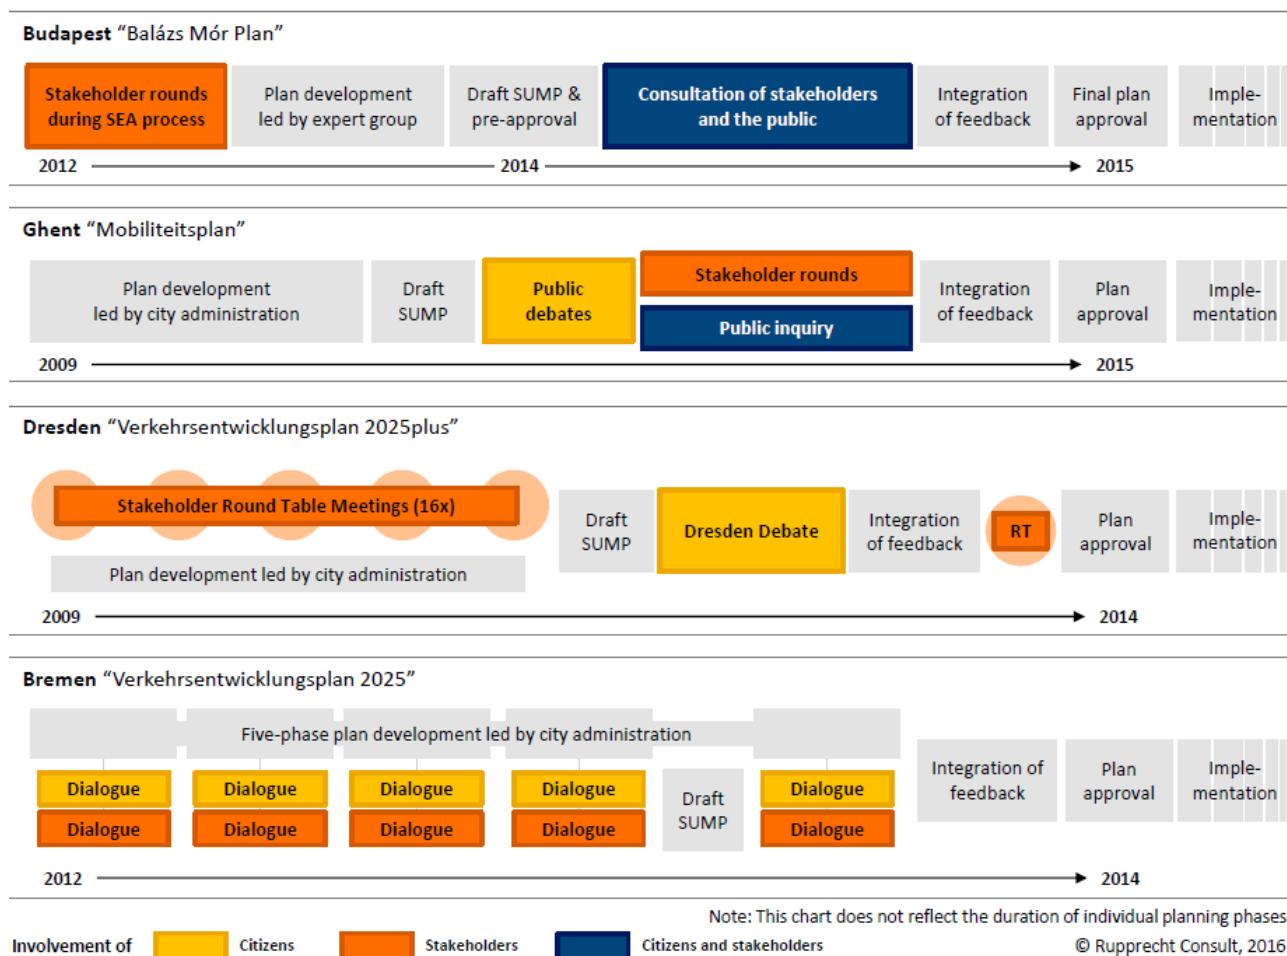 Budapest “Balázs Mór Plan”
Stakeholder rounds
during SEA process
Plan development
led by expert group
Draft SUMP &
pre-approval
Consultation of stakeholders
and the public
Integration
of feedback
Final plan
approval
Imple-
mentation
2012
2014
2015
Ghent “Mobiliteitsplan”
Plan development
led by city administration
Draft
SUMP
Public
debates
Stakeholder rounds
Public inquiry
Integration
of feedback
Plan
approval
Imple-
mentation
2009
2015
Dresden “Verkehrsentwicklungsplan 2025plus”
Stakeholder Round Table Meetings (16x)
Plan development led by city administration
Draft
SUMP
Dresden Debate
Integration
of feedback
RT
Plan
approval
Imple-
mentation
2009
2014
Bremen “Verkehrsentwicklungsplan 2025”
Five-phase plan development led by city administration
Dialogue
Dialogue
Dialogue
Dialogue
Dialogue
Dialogue
Dialogue
Dialogue
Draft
SUMP
Dialogue
Dialogue
Integration of
feedback
Plan
approval
Imple-
mentation
2012
2014
Note: This chart does not reflect the duration of individual planning phases
Involvement of
Citizens
Stakeholders
Citizens and stakeholders
© Rupprecht Consult, 2016